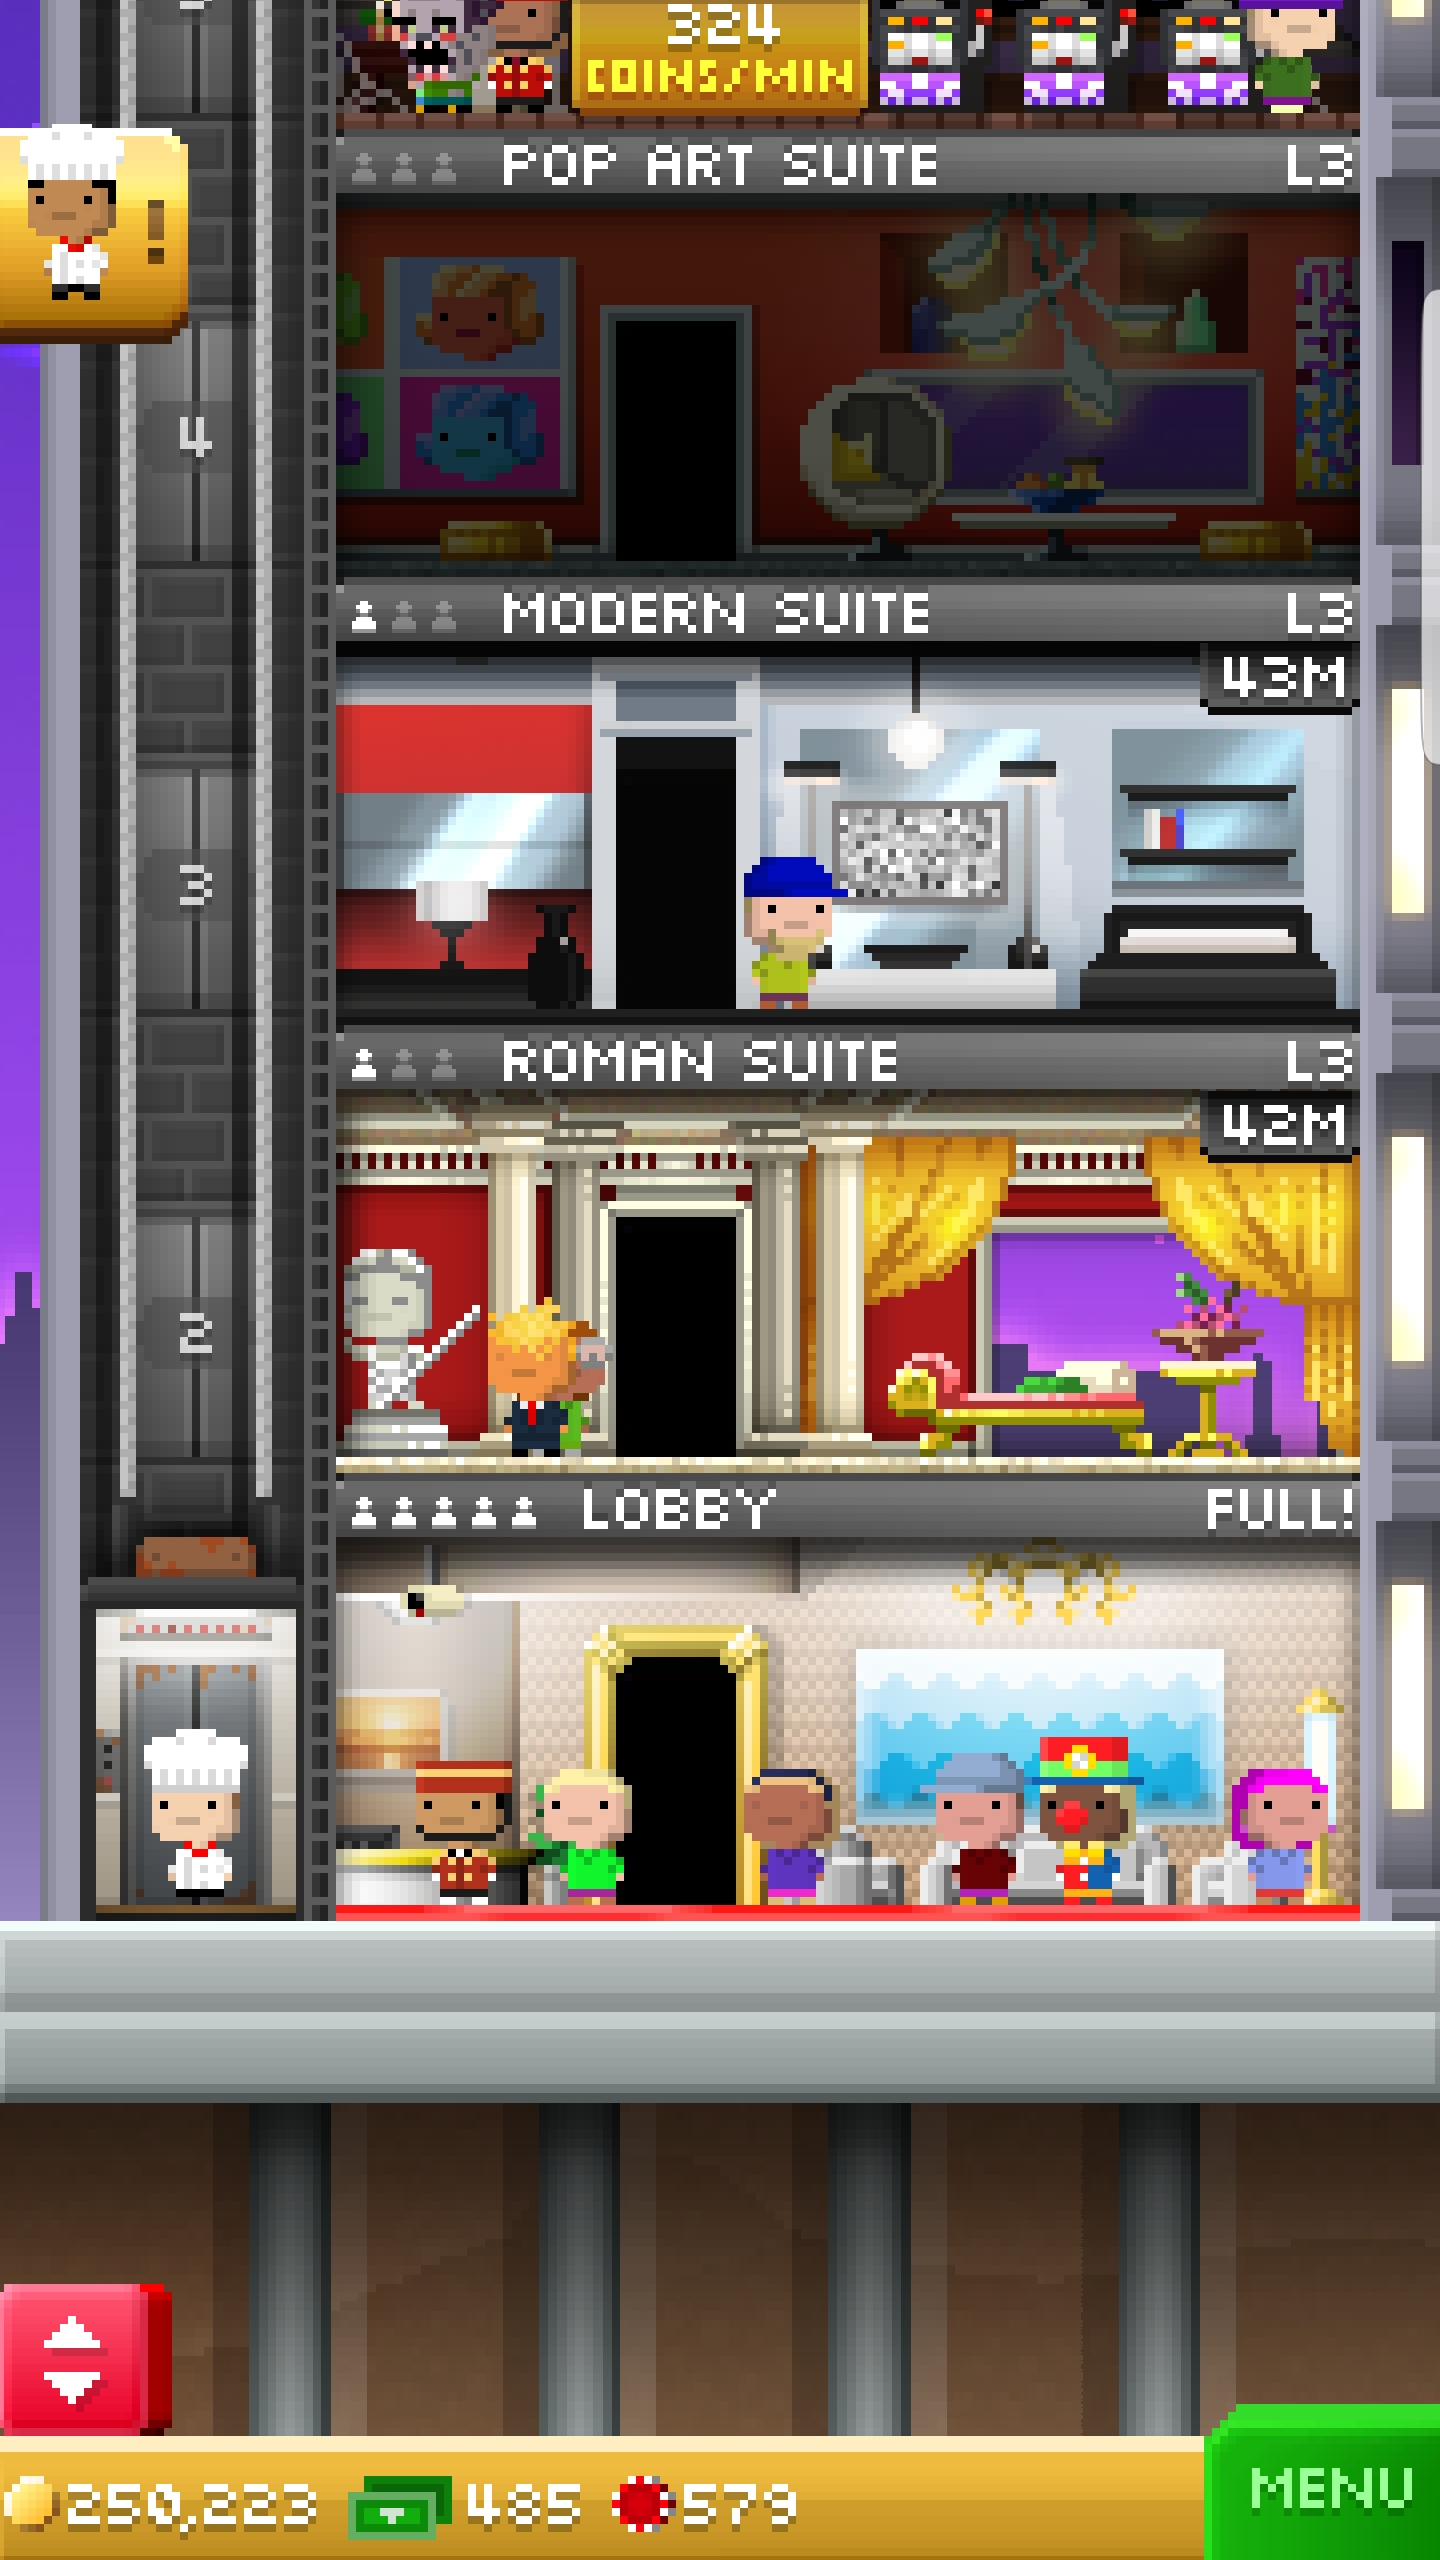 324
COINS/MIN
POP ART SUITE L3
!
4
MODERN SUITE L3
43M
3
ROMAN SUITE L3
42M
2
LOBBY FULL!
250,223 485 579
MENU